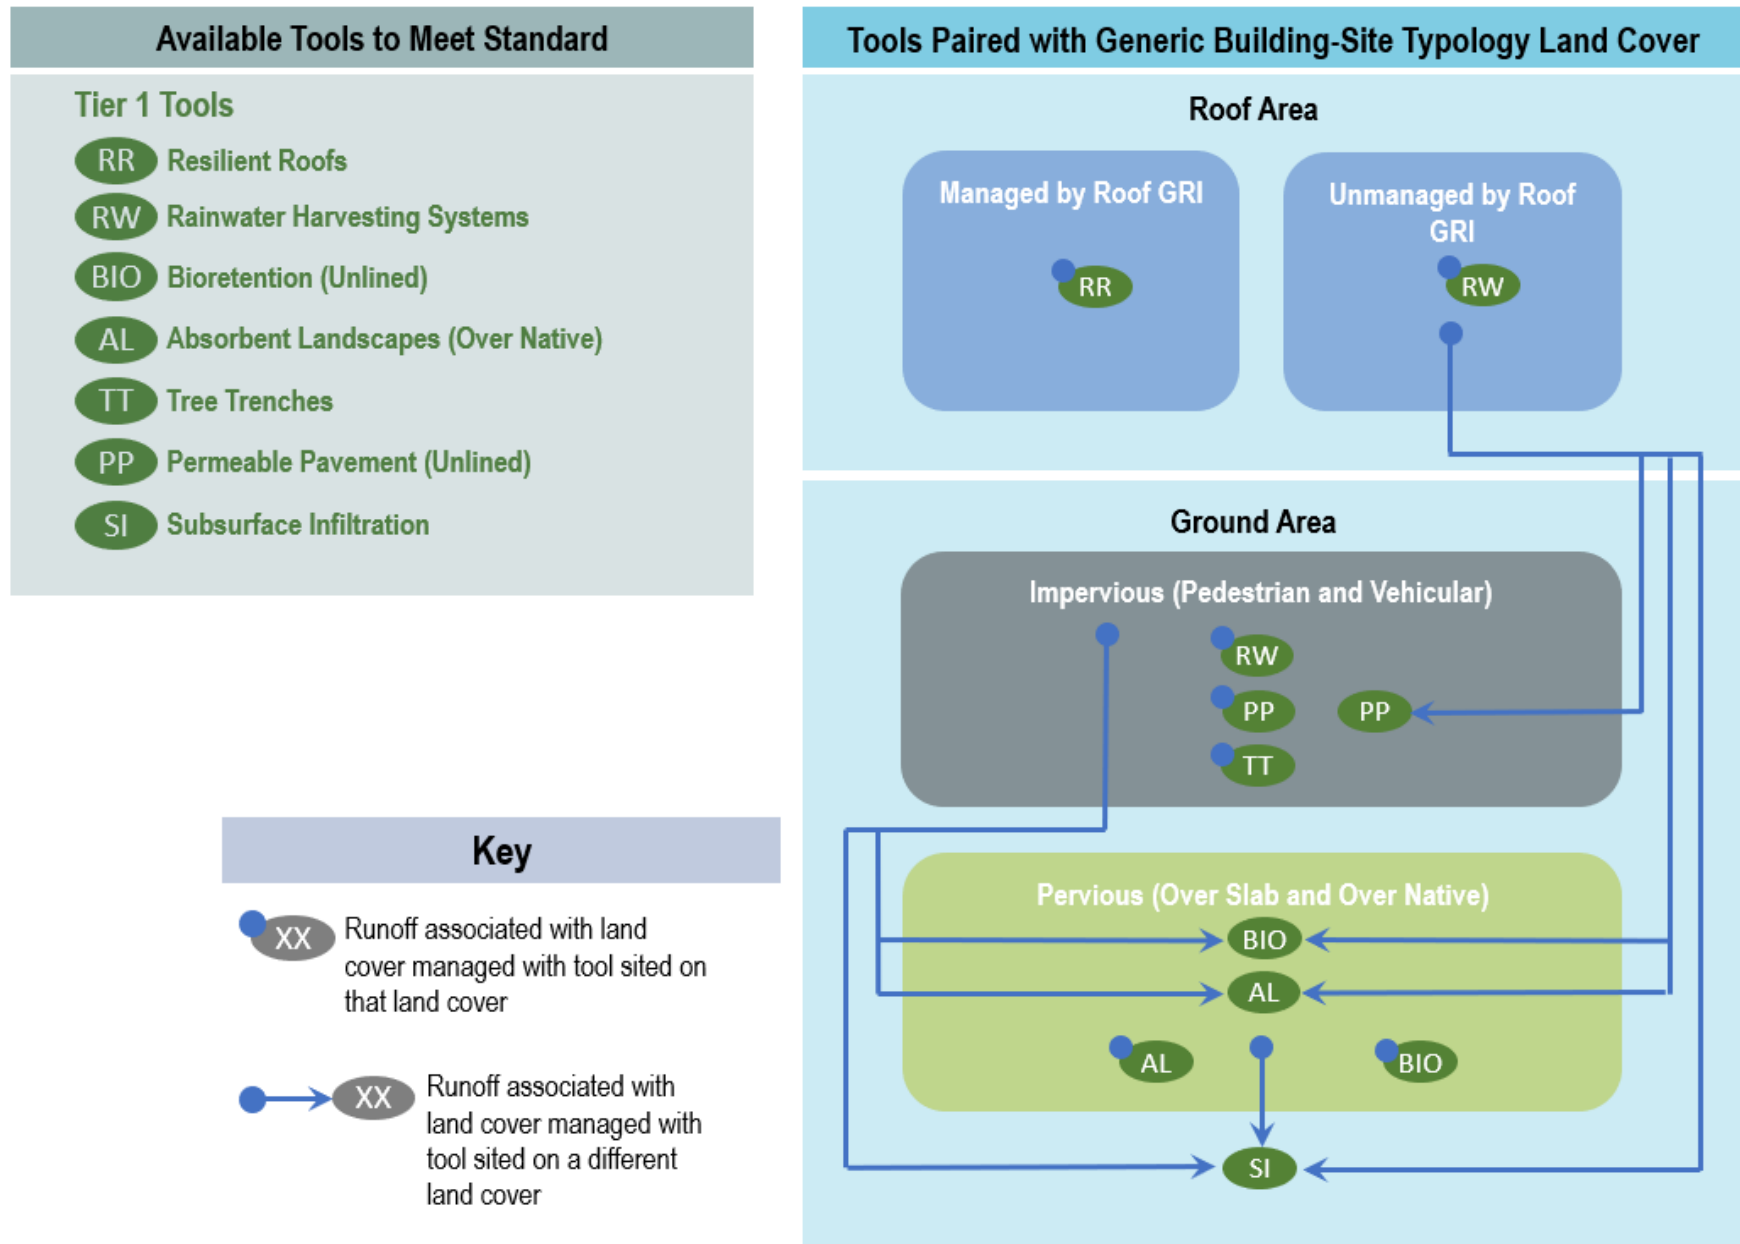 Available Tools to Meet Standard
Tier 1 Tools
RR Resilient Roofs
RW Rainwater Harvesting Systems
BIO Bioretention (Unlined)
AL Absorbent Landscapes (Over Native)
TT Tree Trenches
PP Permeable Pavement (Unlined)
SI Subsurface Infiltration
Key
XX
Runoff associated with land
cover managed with tool sited on
that land cover
XX
Runoff associated with
land cover managed with
tool sited on a different
land cover
Tools Paired with Generic Building-Site Typology Land Cover
Roof Area
Managed by Roof GRI
RR
Unmanaged by Roof
GRI
RW
Ground Area
Impervious (Pedestrian and Vehicular)
RW
PP PP
TT
Pervious (Over Slab and Over Native)
BIO
AL
AL BIO
SI